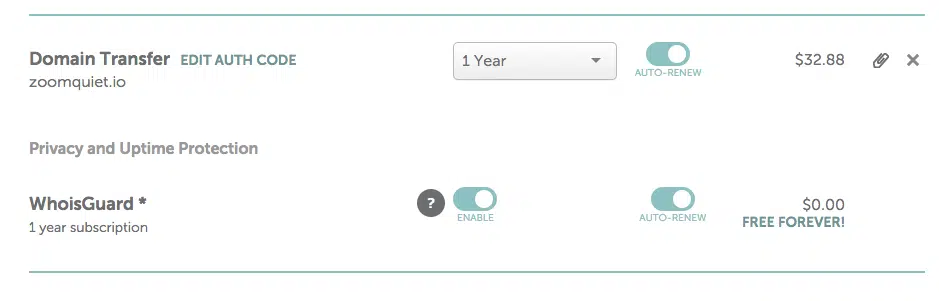 Domain Transfer EDIT AUTH CODE 1 Year AUTO-RENEW $32.88
zoomquiet.io
Privacy and Uptime Protection
WhoisGuard * ? ENABLE AUTO-RENEW $0.00
1 year subscription FREE FOREVER!